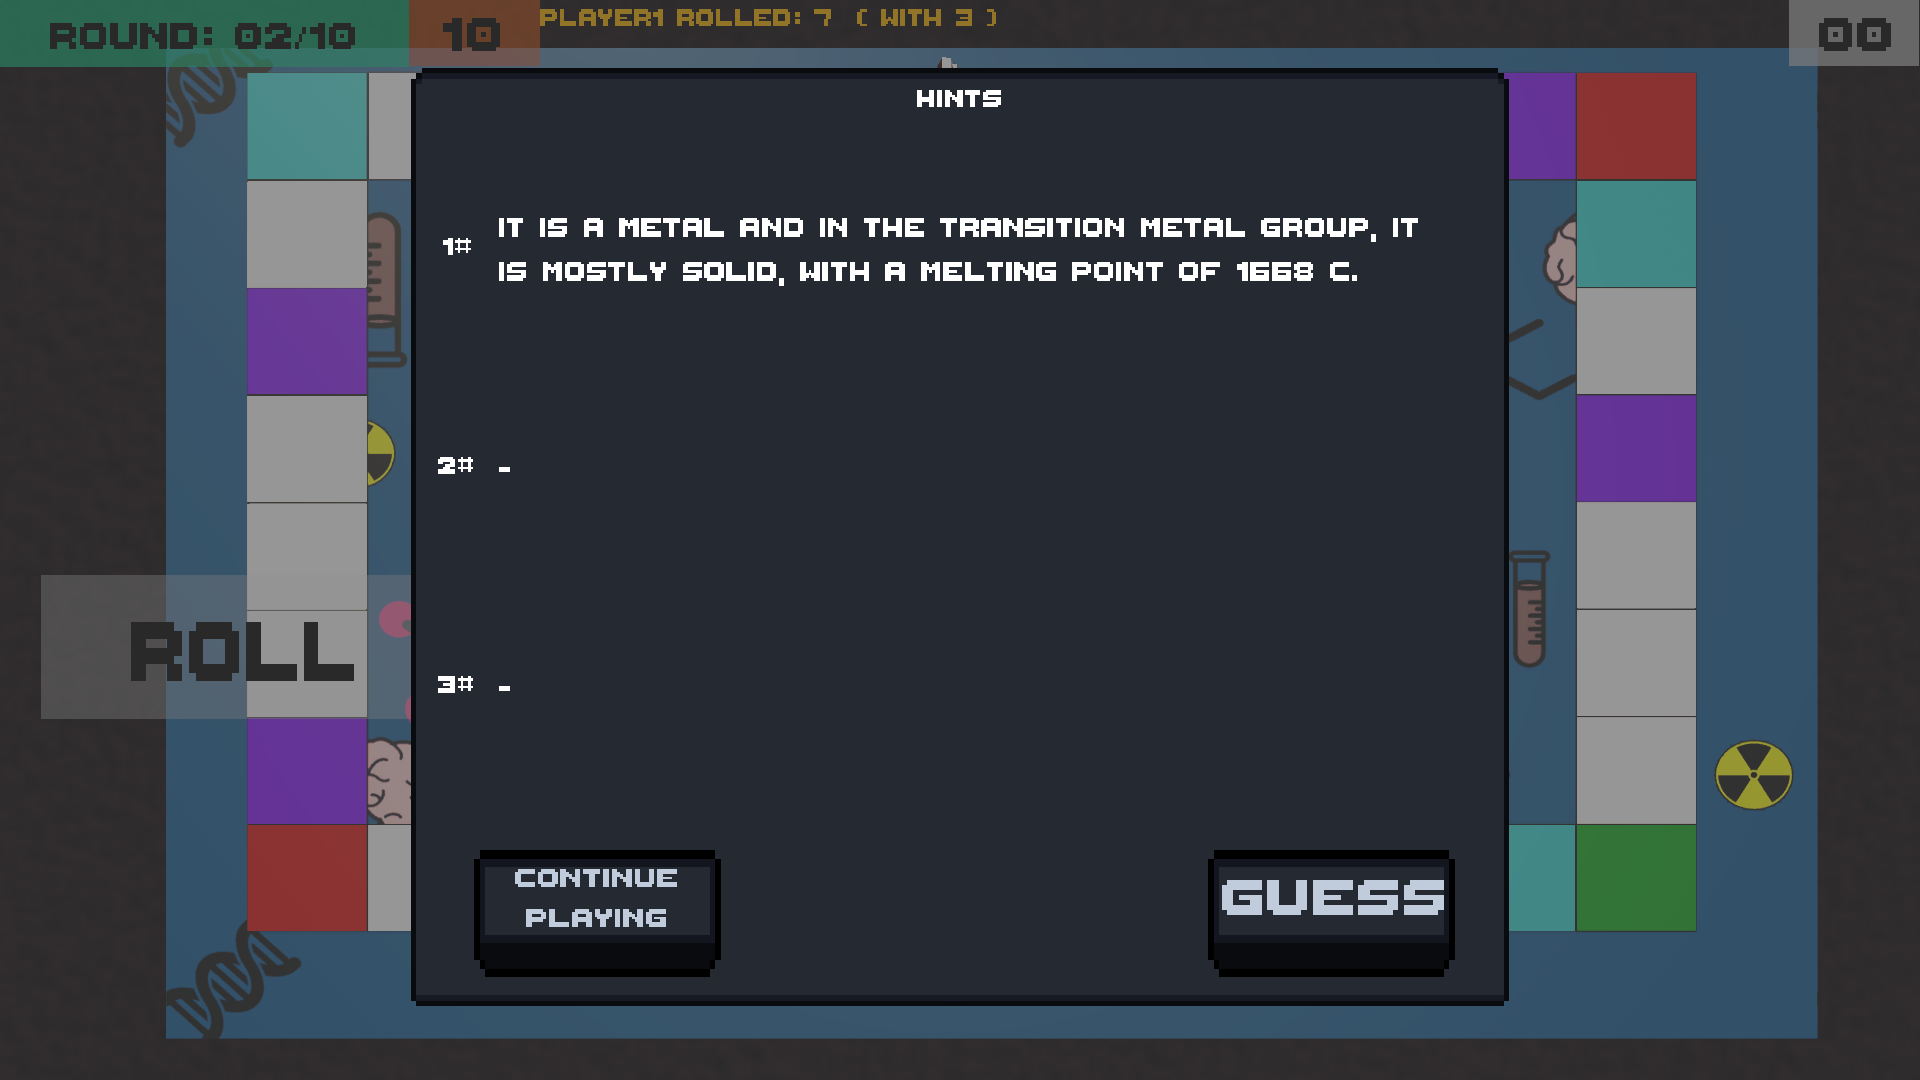 ROUND: 02/10
10
PLAYER1 ROLLED: 7 ( WITH 3 )
00
HINTS
1# IT IS A METAL AND IN THE TRANSITION METAL GROUP, IT
IS MOSTLY SOLID, WITH A MELTING POINT OF 1668 C.
2# -
3# -
ROLL
CONTINUE
PLAYING
GUESS